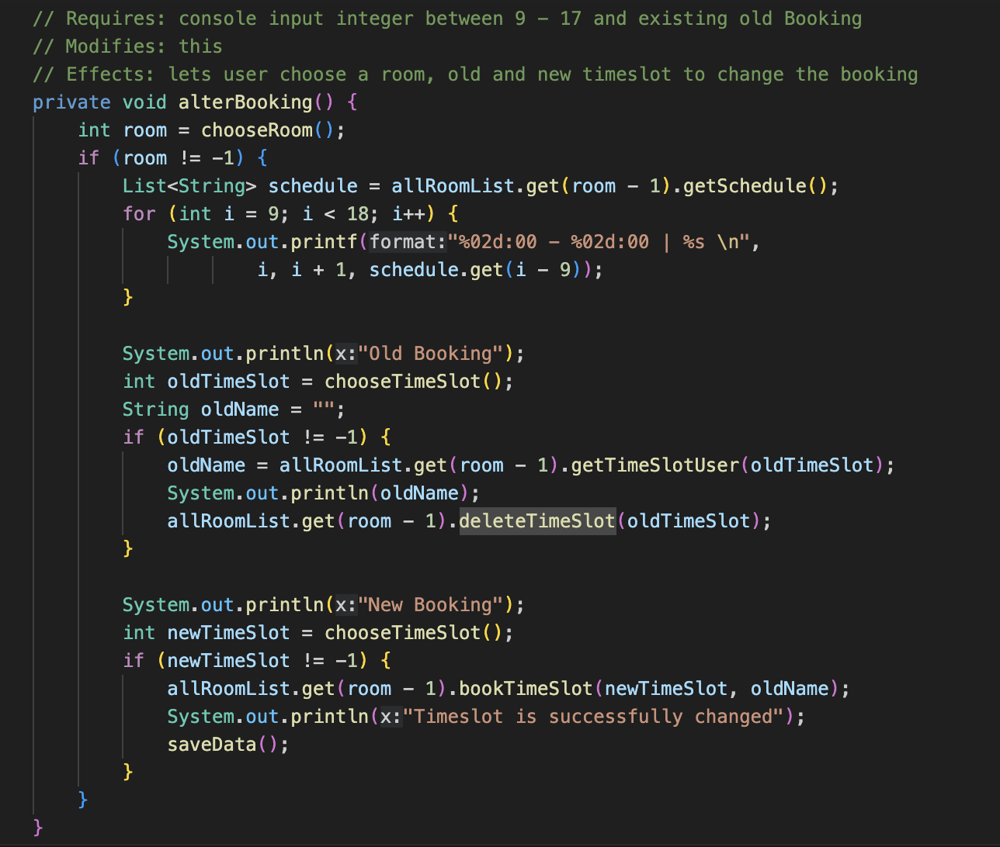 // Requires: console input integer between 9 – 17 and existing old Booking
// Modifies: this
// Effects: lets user choose a room, old and new timeslot to change the booking
private void alterBooking() {
    int room = chooseRoom();
    if (room != -1) {
        List<String> schedule = allRoomList.get(room - 1).getSchedule();
        for (int i = 9; i < 18; i++) {
            System.out.printf(format:"%02d:00 - %02d:00 | %s \n",
                    i, i + 1, schedule.get(i - 9));
        }

        System.out.println(x:"Old Booking");
        int oldTimeSlot = chooseTimeSlot();
        String oldName = "";
        if (oldTimeSlot != -1) {
            oldName = allRoomList.get(room - 1).getTimeSlotUser(oldTimeSlot);
            System.out.println(oldName);
            allRoomList.get(room - 1).deleteTimeSlot(oldTimeSlot);
        }

        System.out.println(x:"New Booking");
        int newTimeSlot = chooseTimeSlot();
        if (newTimeSlot != -1) {
            allRoomList.get(room - 1).bookTimeSlot(newTimeSlot, oldName);
            System.out.println(x:"Timeslot is successfully changed");
            saveData();
        }
    }
}